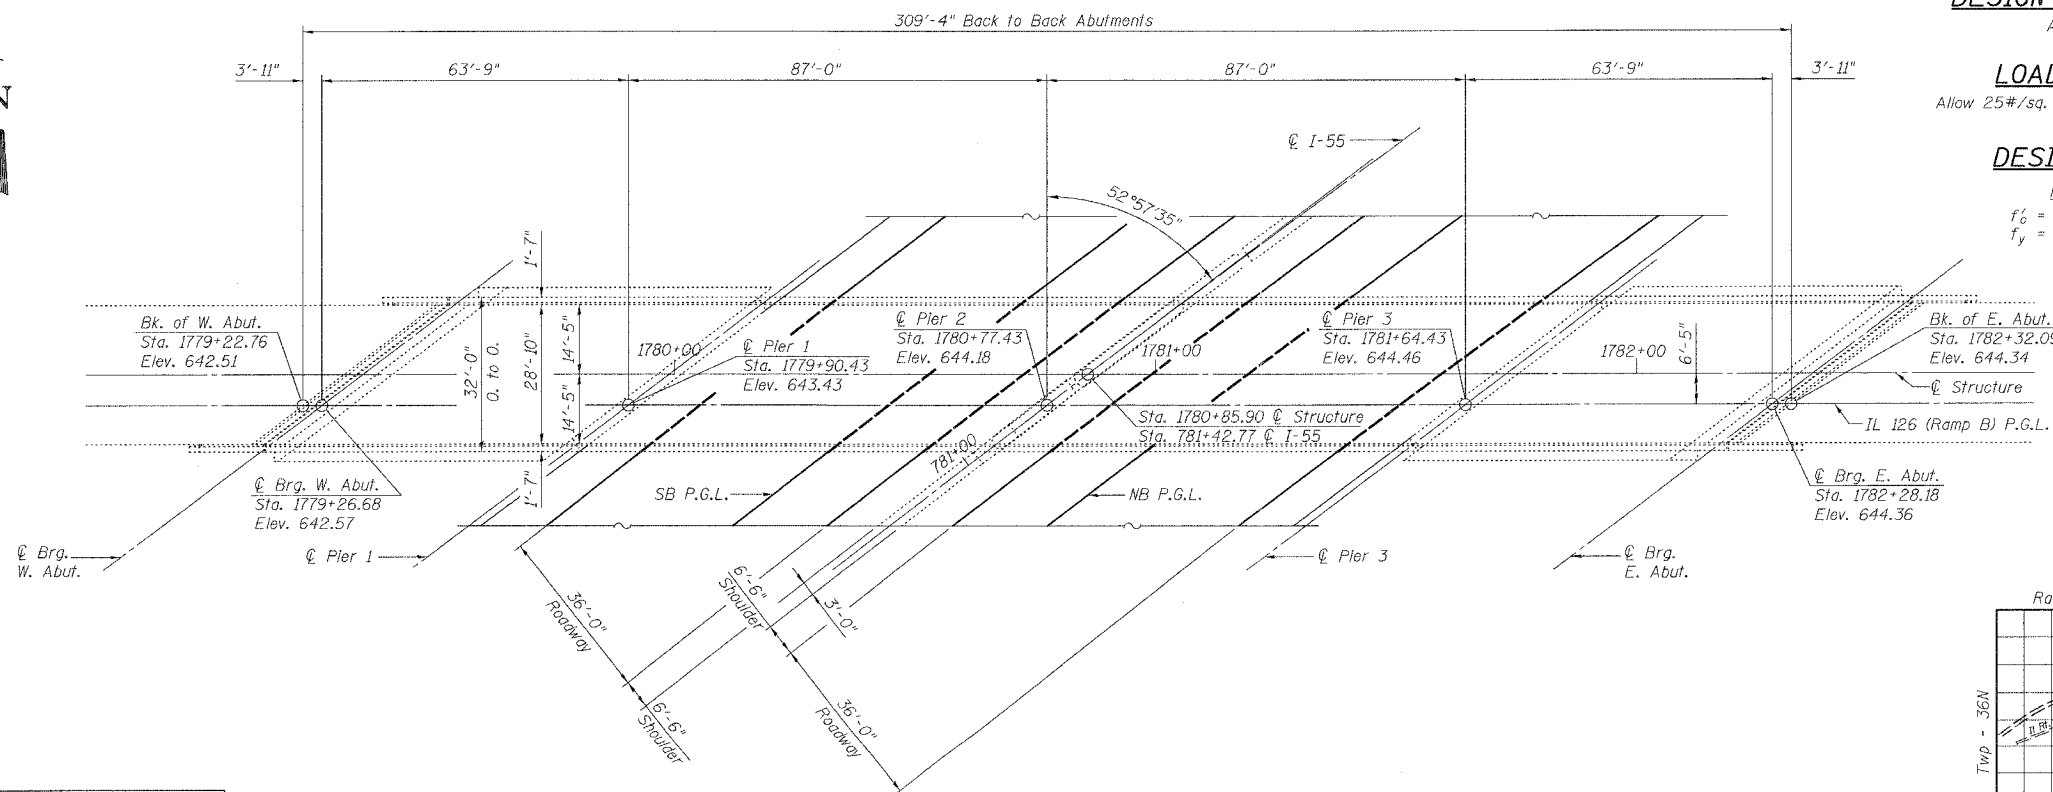 309'-4" Back to Back Abutments
DESIGN
3'-11"
63'-9"
87'-0"
87'-0"
63'-9"
3'-11"
N
LOAD
Allow 25#/sq.
℄ I-55
DESI
52°57'35"
f'c =
fy =
1'-7"
Bk. of W. Abut.
Sta. 1779+22.76
Elev. 642.51
32'-0"
O. to O.
28'-10"
14'-5"
14'-5"
1780+00
℄ Pier 1
Sta. 1779+90.43
Elev. 643.43
℄ Pier 2
Sta. 1780+77.43
Elev. 644.18
1781+00
℄ Pier 3
Sta. 1781+64.43
Elev. 644.46
1782+00
6'-5"
Bk. of E. Abut.
Sta. 1782+32.09
Elev. 644.34
℄ Structure
IL 126 (Ramp B) P.G.L.
Sta. 1780+85.90 ℄ Structure
Sta. 781+42.77 ℄ I-55
781+00
℄ Brg. W. Abut.
Sta. 1779+26.68
Elev. 642.57
1'-7"
SB P.G.L.
NB P.G.L.
℄ Brg. E. Abut.
Sta. 1782+28.18
Elev. 644.36
℄ Brg.
W. Abut.
℄ Pier 1
℄ Pier 3
℄ Brg.
E. Abut.
36'-0"
Roadway
6'-6"
Shoulder
6'-6"
Shoulder
3'-0"
36'-0"
Roadway
Ra
Twp - 36N